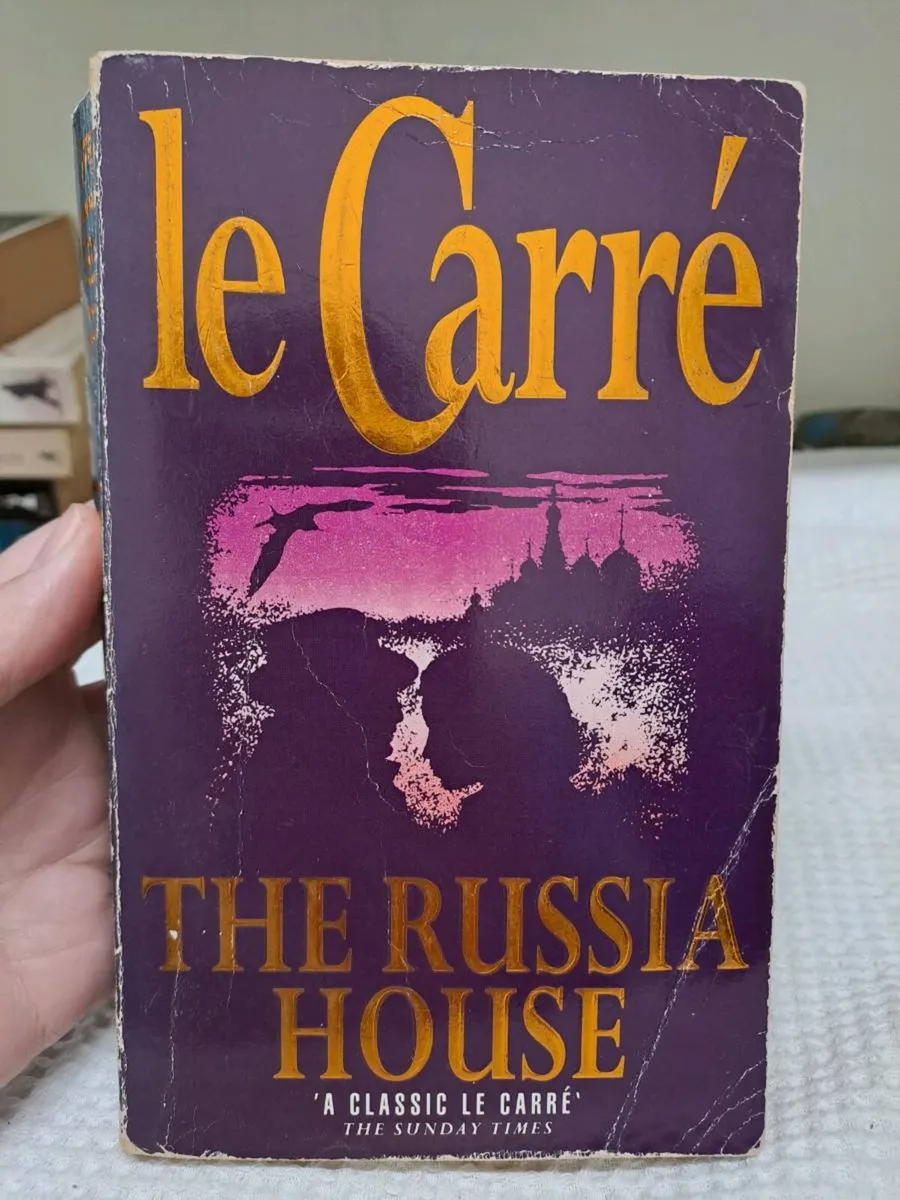 le Carré
THE RUSSIA
HOUSE
'A CLASSIC LE CARRÉ'
THE SUNDAY TIMES